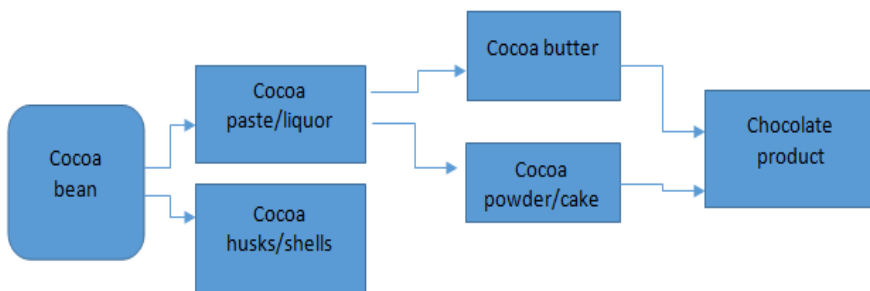 Cocoa
bean
Cocoa
paste/liquor
Cocoa
husks/shells
Cocoa butter
Cocoa
powder/cake
Chocolate
product